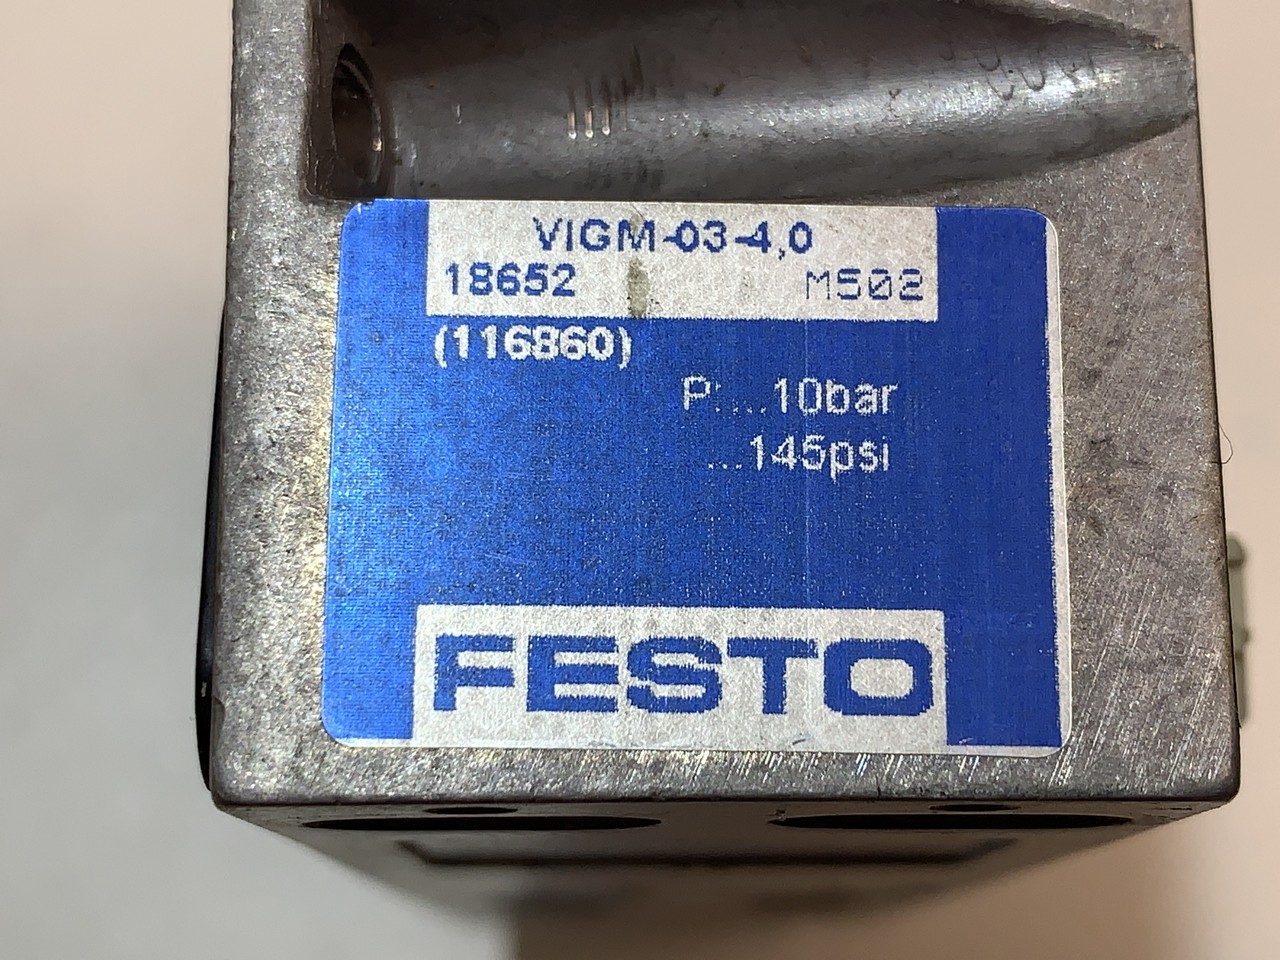 VIGM-03-4,0
18652 M502
(116860)
P:....10bar
...145psi
FESTO